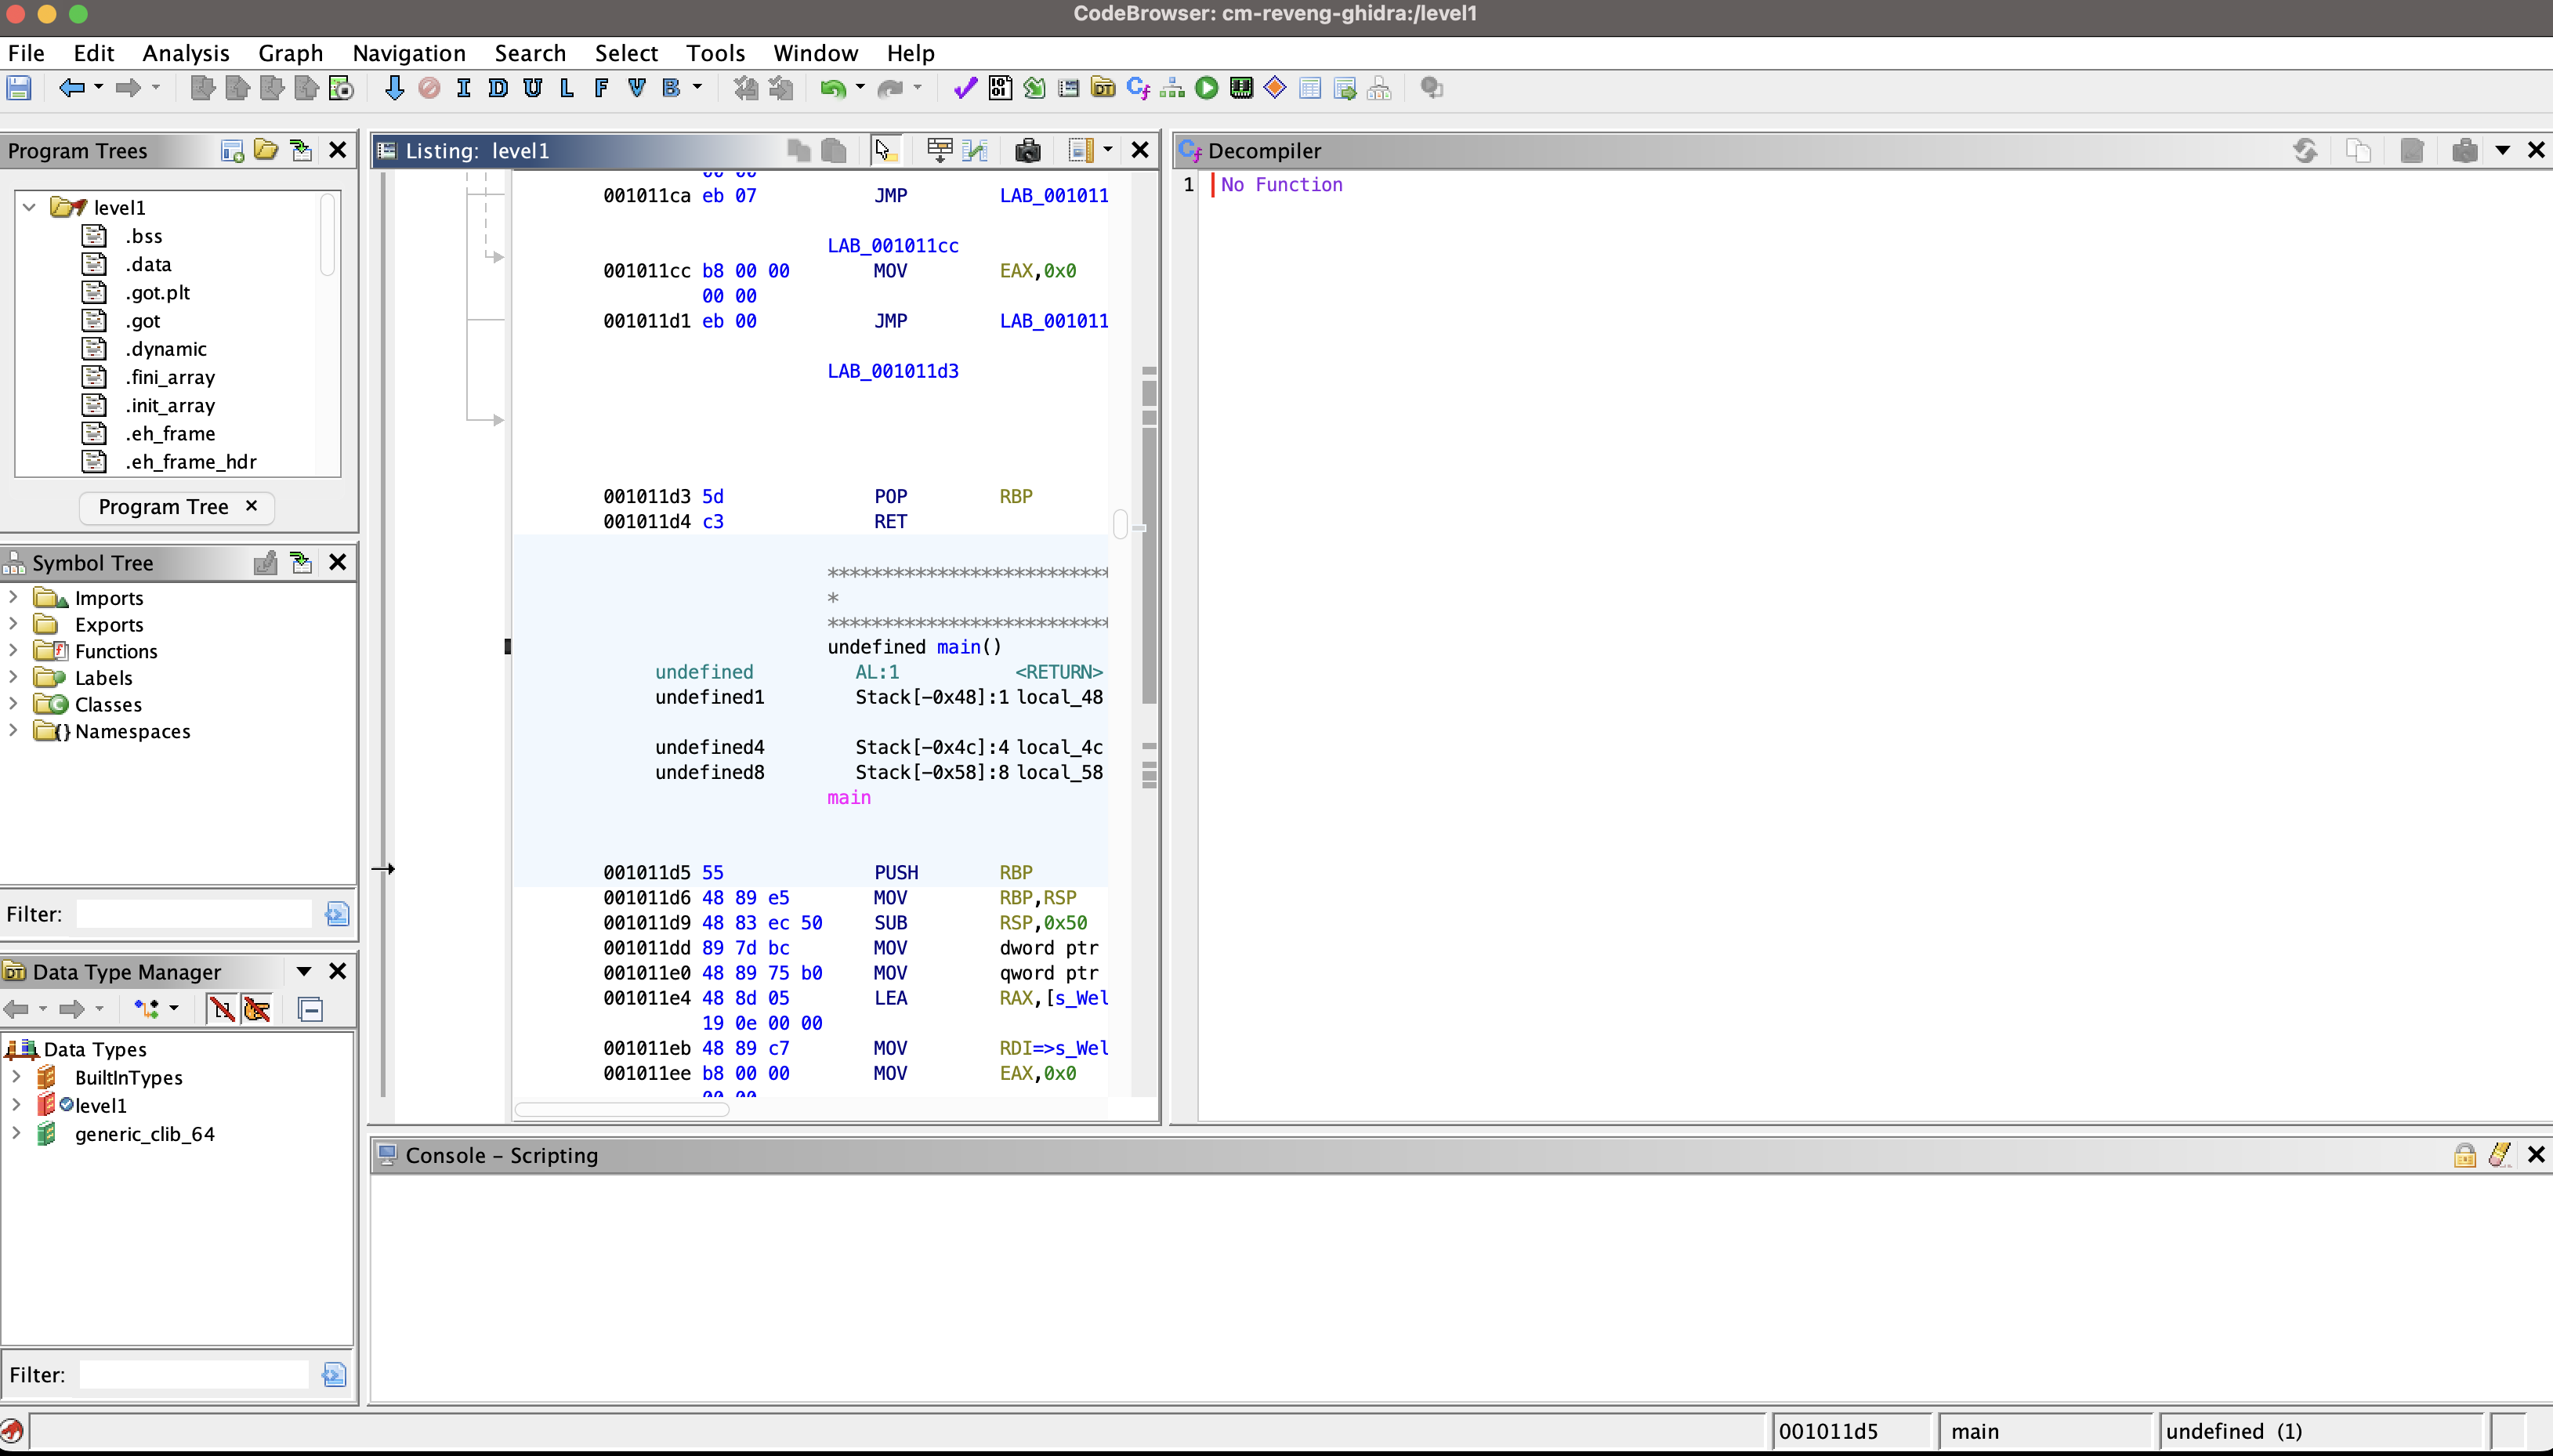 CodeBrowser: cm-reveng-ghidra:/level1
File Edit Analysis Graph Navigation Search Select Tools Window Help
I D U L F V B
Program Trees
level1
.bss
.data
.got.plt
.got
.dynamic
.fini_array
.init_array
.eh_frame
.eh_frame_hdr
Program Tree ×
Symbol Tree
Imports
Exports
Functions
Labels
Classes
Namespaces
Filter:
Data Type Manager
Data Types
BuiltInTypes
level1
generic_clib_64
Filter:
Listing: level1
00 00
001011ca eb 07 JMP LAB_001011
LAB_001011cc
001011cc b8 00 00 MOV EAX,0x0
00 00
001011d1 eb 00 JMP LAB_001011
LAB_001011d3
001011d3 5d POP RBP
001011d4 c3 RET
**************************
*
**************************
undefined main()
undefined AL:1 <RETURN>
undefined1 Stack[-0x48]:1 local_48
undefined4 Stack[-0x4c]:4 local_4c
undefined8 Stack[-0x58]:8 local_58
main
001011d5 55 PUSH RBP
001011d6 48 89 e5 MOV RBP,RSP
001011d9 48 83 ec 50 SUB RSP,0x50
001011dd 89 7d bc MOV dword ptr
001011e0 48 89 75 b0 MOV qword ptr
001011e4 48 8d 05 LEA RAX,[s_Wel
19 0e 00 00
001011eb 48 89 c7 MOV RDI=>s_Wel
001011ee b8 00 00 MOV EAX,0x0
00 00
Decompiler
1 No Function
Console - Scripting
001011d5 main undefined (1)